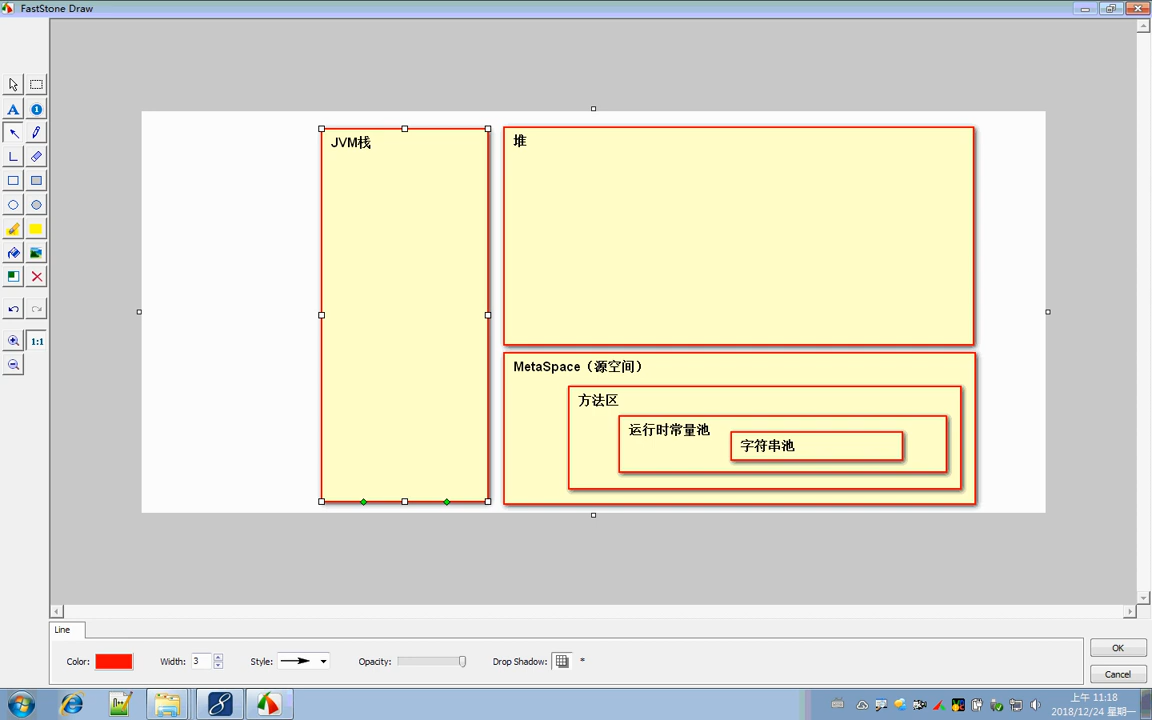 FastStone Draw
JVM栈
堆
MetaSpace（源空间）
方法区
运行时常量池
字符串池
A
1
1:1
Line
Color:
Width: 3
Style:
Opacity:
Drop Shadow:
*
OK
Cancel
上午 11:18
2018/12/24 星期一